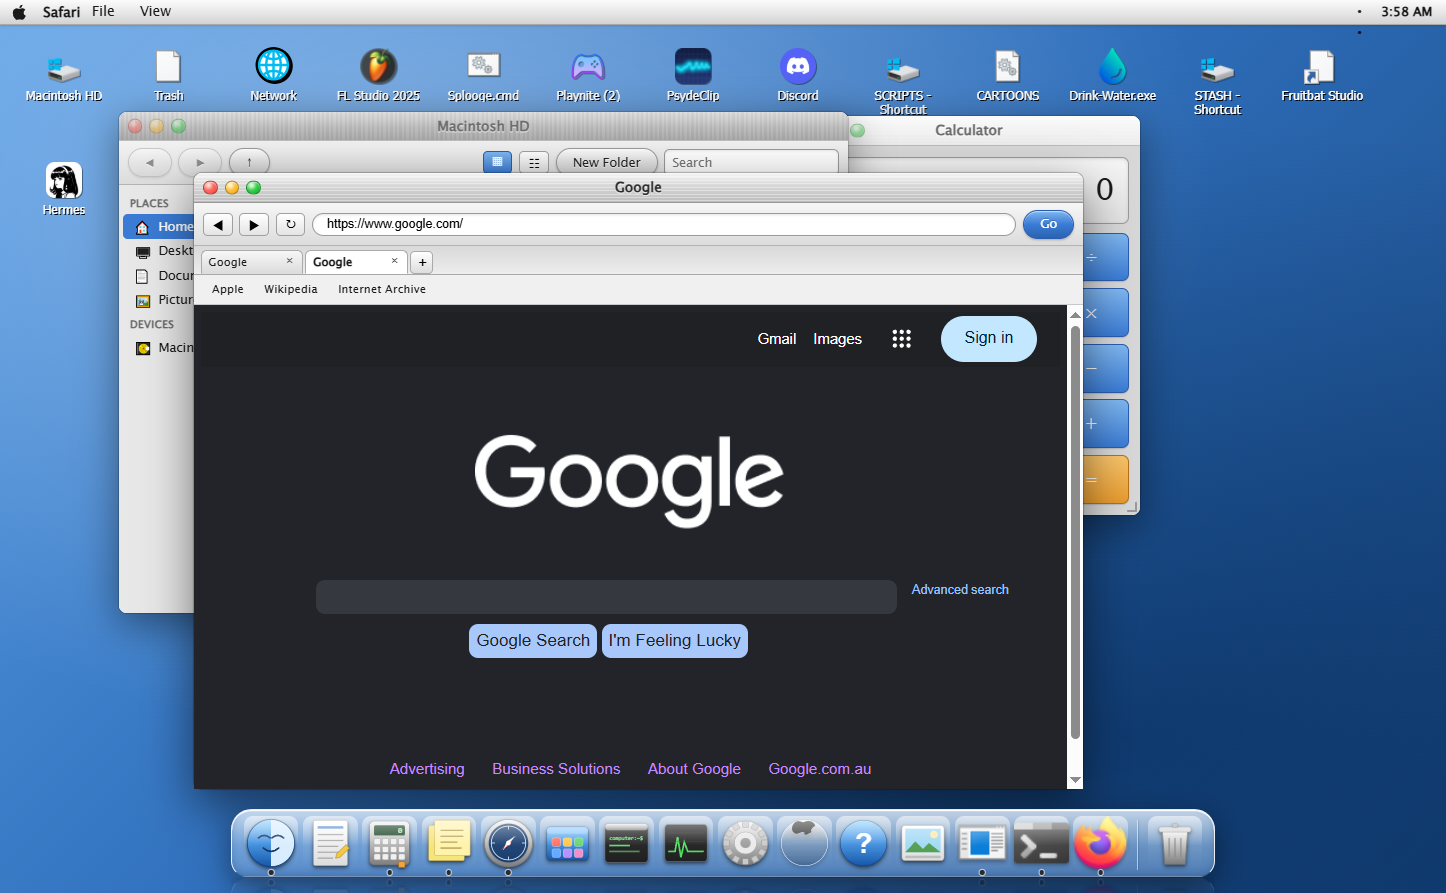 Safari File View 3:58 AM
Macintosh HD Trash Network FL Studio 2025 Splooge.cmd Playnite (2) PsydeClip Discord SCRIPTS - Shortcut CARTOONS Drink-Water.exe STASH - Shortcut Fruitbat Studio
Hermes
Macintosh HD
New Folder Search
PLACES
Home
Deskt
Docur
Pictur
DEVICES
Macin
Calculator
0
÷
×
−
+
=
Google
https://www.google.com/ Go
Google × Google × +
Apple Wikipedia Internet Archive
Gmail Images Sign in
Google
Advanced search
Google Search I'm Feeling Lucky
Advertising Business Solutions About Google Google.com.au
computer:~$
?